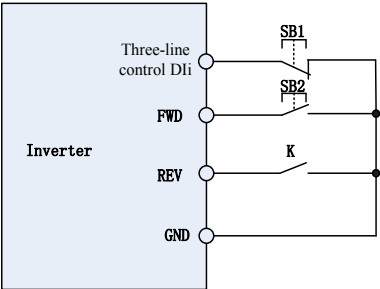 SB1
Three-line
control DIi
SB2
FWD
K
Inverter
REV
GND